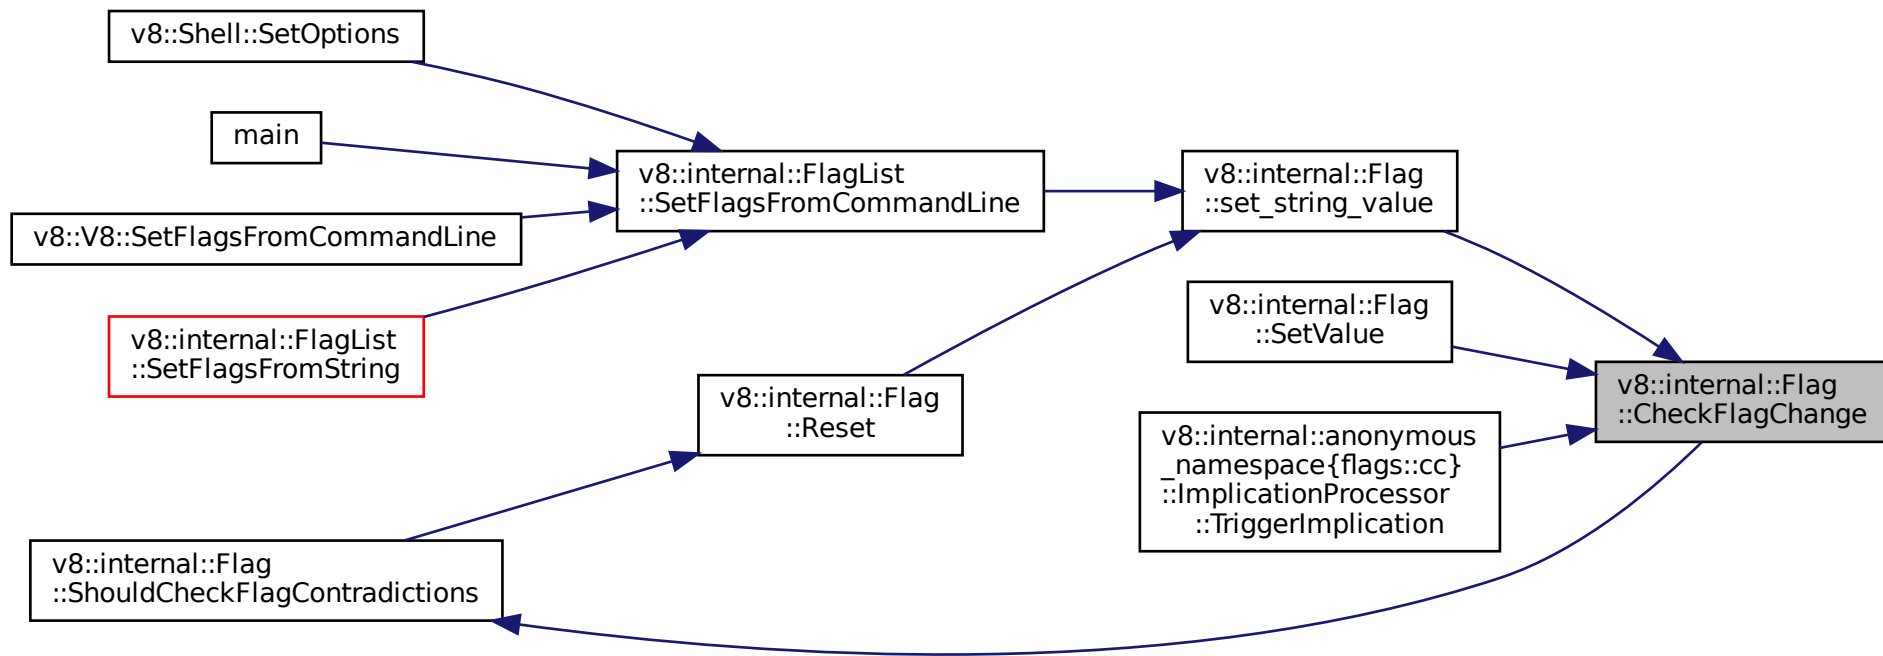 v8::Shell::SetOptions
main
v8::V8::SetFlagsFromCommandLine
v8::internal::FlagList
::SetFlagsFromString
v8::internal::FlagList
::SetFlagsFromCommandLine
v8::internal::Flag
::Reset
v8::internal::Flag
::ShouldCheckFlagContradictions
v8::internal::Flag
::set_string_value
v8::internal::Flag
::SetValue
v8::internal::anonymous
_namespace{flags::cc}
::ImplicationProcessor
::TriggerImplication
v8::internal::Flag
::CheckFlagChange